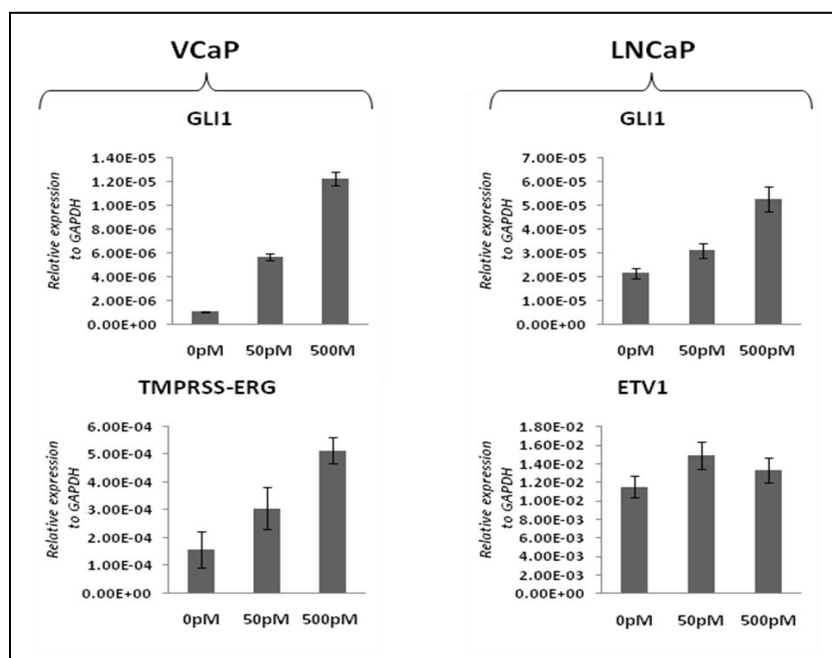 VCaP
GLI1
Relative expression
to GAPDH
1.40E-05
1.20E-05
1.00E-05
8.00E-06
6.00E-06
4.00E-06
2.00E-06
0.00E+00
0pM 50pM 500M
TMPRSS-ERG
Relative expression
to GAPDH
6.00E-04
5.00E-04
4.00E-04
3.00E-04
2.00E-04
1.00E-04
0.00E+00
0pM 50pM 500pM
LNCaP
GLI1
Relative expression
to GAPDH
7.00E-05
6.00E-05
5.00E-05
4.00E-05
3.00E-05
2.00E-05
1.00E-05
0.00E+00
0pM 50pM 500pM
ETV1
Relative expression
to GAPDH
1.80E-02
1.60E-02
1.40E-02
1.20E-02
1.00E-02
8.00E-03
6.00E-03
4.00E-03
2.00E-03
0.00E+00
0pM 50pM 500pM